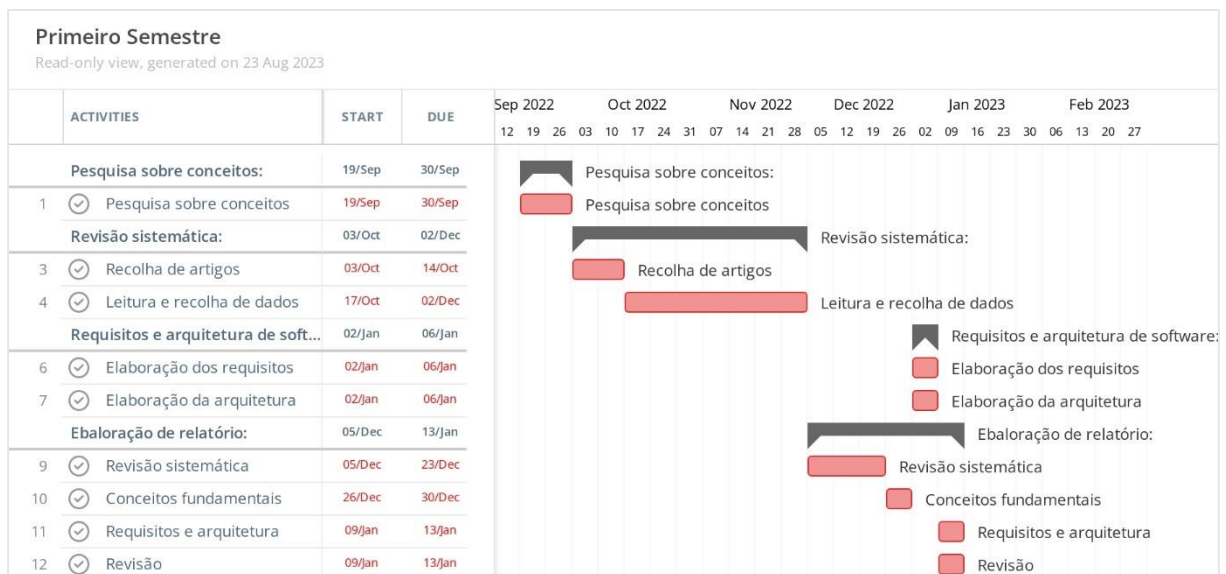 Primeiro Semestre
Read-only view, generated on 23 Aug 2023
ACTIVITIES START DUE Sep 2022 Oct 2022 Nov 2022 Dec 2022 Jan 2023 Feb 2023
12 19 26 03 10 17 24 31 07 14 21 28 05 12 19 26 02 09 16 23 30 06 13 20 27
Pesquisa sobre conceitos: 19/Sep 30/Sep Pesquisa sobre conceitos:
1 Pesquisa sobre conceitos 19/Sep 30/Sep Pesquisa sobre conceitos
Revisão sistemática: 03/Oct 02/Dec Revisão sistemática:
3 Recolha de artigos 03/Oct 14/Oct Recolha de artigos
4 Leitura e recolha de dados 17/Oct 02/Dec Leitura e recolha de dados
Requisitos e arquitetura de soft... 02/Jan 06/Jan Requisitos e arquitetura de software:
6 Elaboração dos requisitos 02/Jan 06/Jan Elaboração dos requisitos
7 Elaboração da arquitetura 02/Jan 06/Jan Elaboração da arquitetura
Ebaloração de relatório: 05/Dec 13/Jan Ebaloração de relatório:
9 Revisão sistemática 05/Dec 23/Dec Revisão sistemática
10 Conceitos fundamentais 26/Dec 30/Dec Conceitos fundamentais
11 Requisitos e arquitetura 09/Jan 13/Jan Requisitos e arquitetura
12 Revisão 09/Jan 13/Jan Revisão